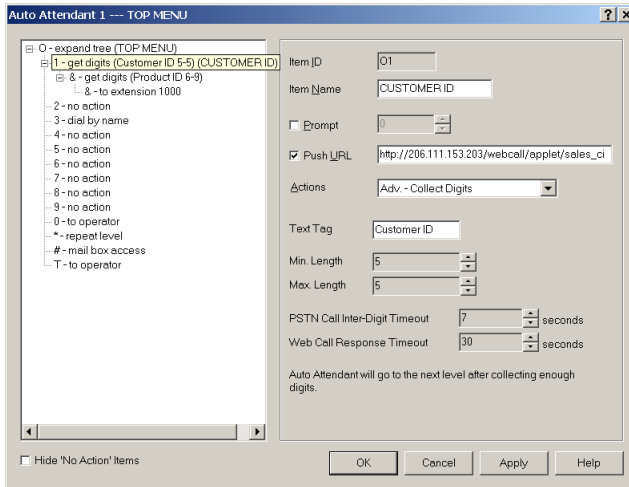 Auto Attendant 1 --- TOP MENU
O - expand tree (TOP MENU)
1 - get digits (Customer ID 5-5) (CUSTOMER ID)
& - get digits (Product ID 6-9)
& - to extension 1000
2 - no action
3 - dial by name
4 - no action
5 - no action
6 - no action
7 - no action
8 - no action
9 - no action
0 - to operator
* - repeat level
# - mail box access
T - to operator
Hide 'No Action' Items
Item ID O1
Item Name CUSTOMER ID
Prompt 0
Push URL http://206.111.153.203/webcall/applet/sales_ci
Actions Adv. - Collect Digits
Text Tag Customer ID
Min. Length 5
Max. Length 5
PSTN Call Inter-Digit Timeout 7 seconds
Web Call Response Timeout 30 seconds
Auto Attendant will go to the next level after collecting enough
digits.
OK Cancel Apply Help